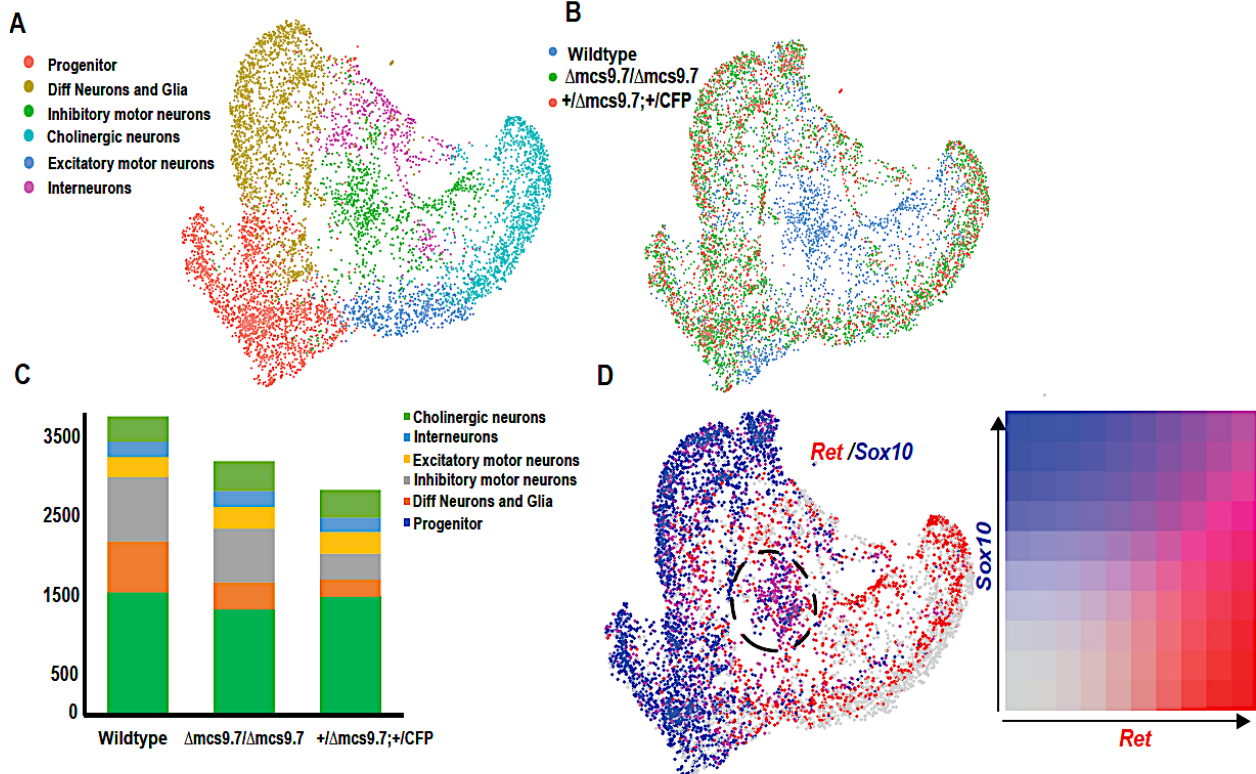 A
Progenitor
Diff Neurons and Glia
Inhibitory motor neurons
Cholinergic neurons
Excitatory motor neurons
Interneurons
B
Wildtype
Δmcs9.7/Δmcs9.7
+/Δmcs9.7;+/CFP
C
3500
2500
1500
500
0
Wildtype
Δmcs9.7/Δmcs9.7
+/Δmcs9.7;+/CFP
Cholinergic neurons
Interneurons
Excitatory motor neurons
Inhibitory motor neurons
Diff Neurons and Glia
Progenitor
D
Ret /Sox10
Sox10
Ret